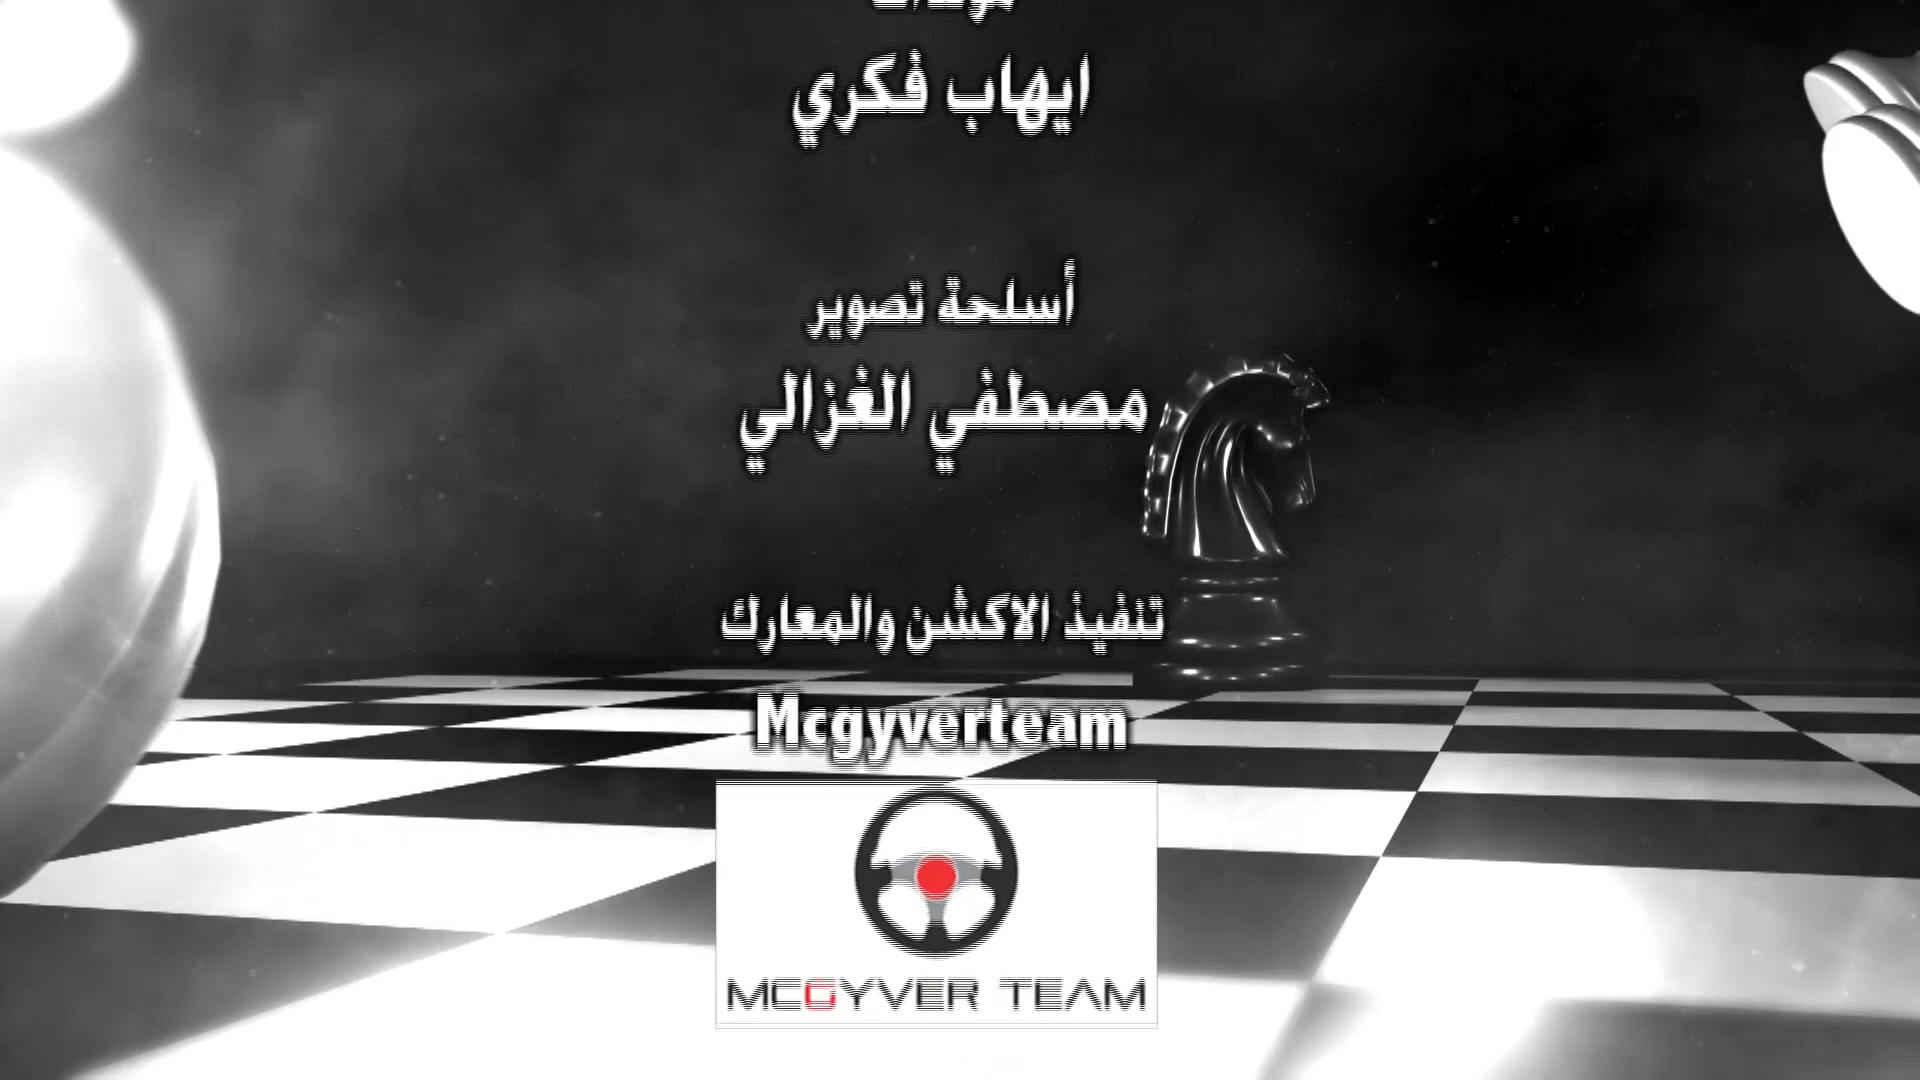 ايهاب فكري
أسلحة تصوير
مصطفي الغزالي
تنفيذ الاكشن والمعارك
Mcgyverteam
MCGYVER TEAM